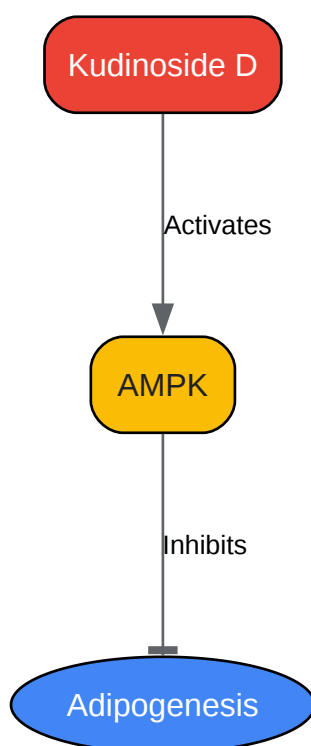 Kudinoside D
Activates
AMPK
Inhibits
Adipogenesis